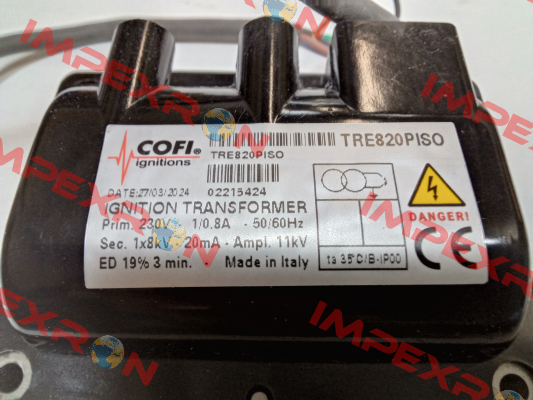 COFI
ignitions
TRE820PISO
TRE820PISO
DATE:27/03/2024 02215424
IGNITION TRANSFORMER
Prim. 230V 1/0.8A - 50/60Hz
Sec. 1x8kV 20mA - Ampl. 11kV
ED 19% 3 min. Made in Italy
ta 35°C/B-IP00
DANGER!
CE
IMPEXRON
IMPEXRON
IMPEXRON
IMPEXRON